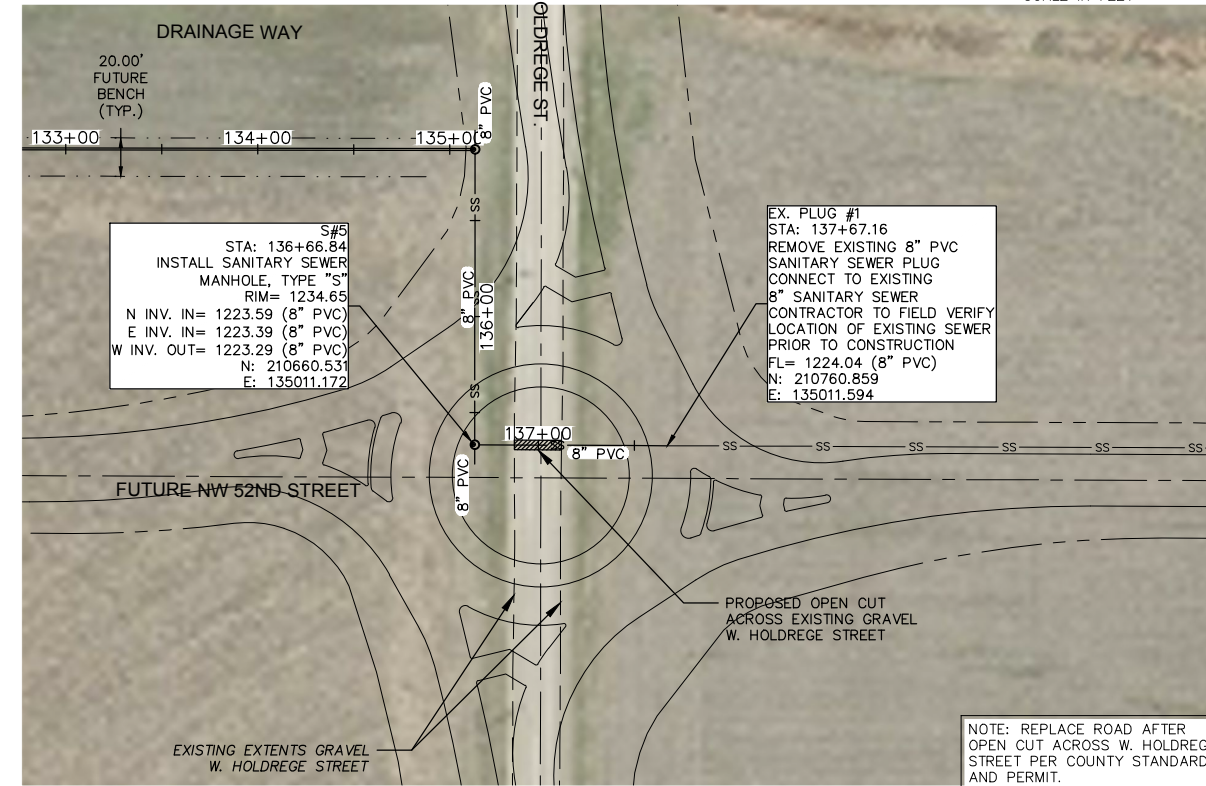 DRAINAGE WAY
20.00'
FUTURE
BENCH
(TYP.)
133+00
134+00
135+00
8" PVC
OLDREGE ST.
SS
S#5
STA: 136+66.84
INSTALL SANITARY SEWER
MANHOLE, TYPE "S"
RIM= 1234.65
N INV. IN= 1223.59 (8" PVC)
E INV. IN= 1223.39 (8" PVC)
W INV. OUT= 1223.29 (8" PVC)
N: 210660.531
E: 135011.172
8" PVC
SS
136+00
SS
EX. PLUG #1
STA: 137+67.16
REMOVE EXISTING 8" PVC
SANITARY SEWER PLUG
CONNECT TO EXISTING
8" SANITARY SEWER
CONTRACTOR TO FIELD VERIFY
LOCATION OF EXISTING SEWER
PRIOR TO CONSTRUCTION
FL= 1224.04 (8" PVC)
N: 210760.859
E: 135011.594
137+00
8" PVC
SS
SS
SS
SS
SS
SS
8" PVC
FUTURE NW 52ND STREET
PROPOSED OPEN CUT
ACROSS EXISTING GRAVEL
W. HOLDREGE STREET
EXISTING EXTENTS GRAVEL
W. HOLDREGE STREET
NOTE: REPLACE ROAD AFTER
OPEN CUT ACROSS W. HOLDREG
STREET PER COUNTY STANDARD
AND PERMIT.